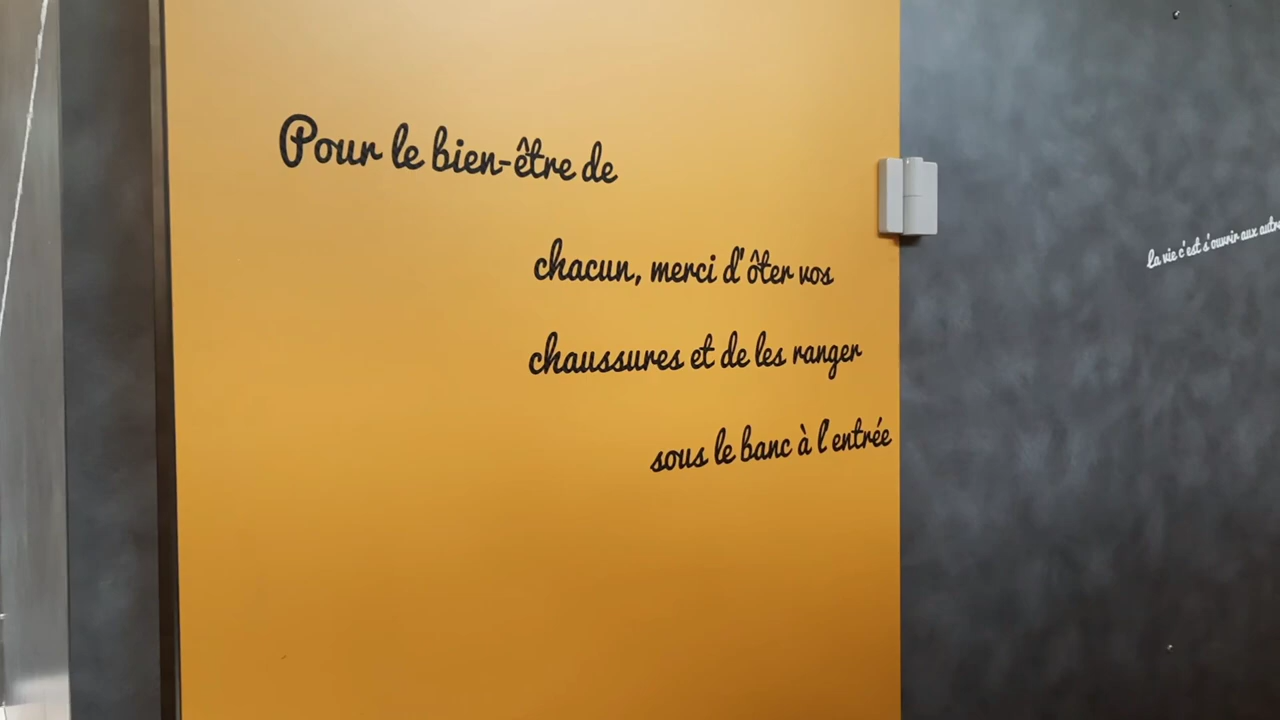 Pour le bien-être de
chacun, merci d'ôter vos
chaussures et de les ranger
sous le banc à l'entrée
la vie c'est s'ouvrir aux